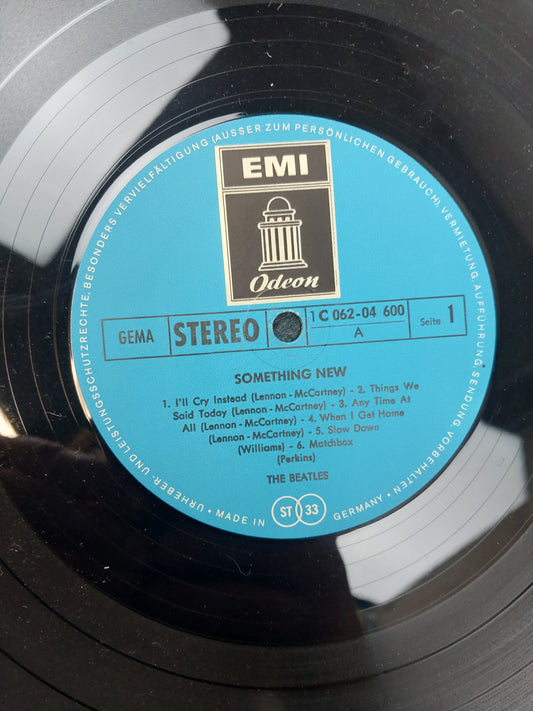 URHEBER- UND LEISTUNGSSCHUTZRECHTE, BESONDERS VERVIELFÄLTIGUNG (AUSSER ZUM PERSÖNLICHEN GEBRAUCH), VERMIETUNG, AUFFÜHRUNG, SENDUNG, VORBEHALTEN
EMI
Odeon
GEMA
STEREO
1 C 062-04 600
A
Seite 1
SOMETHING NEW
1. I'll Cry Instead (Lennon - McCartney) - 2. Things We
Said Today (Lennon - McCartney) - 3. Any Time At
All (Lennon - McCartney) - 4. When I Get Home
(Lennon - McCartney) - 5. Slow Down
(Williams) - 6. Matchbox
(Perkins)
THE BEATLES
• MADE IN
ST 33
GERMANY •